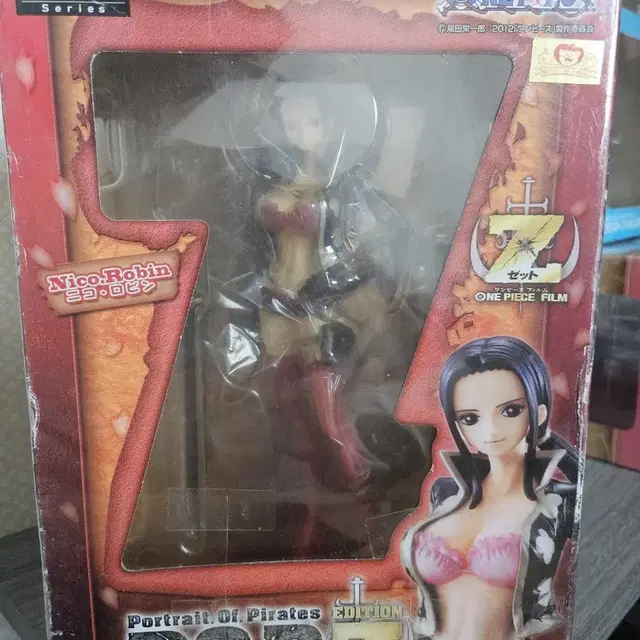 Series
©尾田栄一郎 2012「ワンピース」製作委員会
Z
ゼット
ワンピース フィルム
ONE PIECE FILM
Nico.Robin
ニコ・ロビン
Portrait.Of.Pirates
EDITION